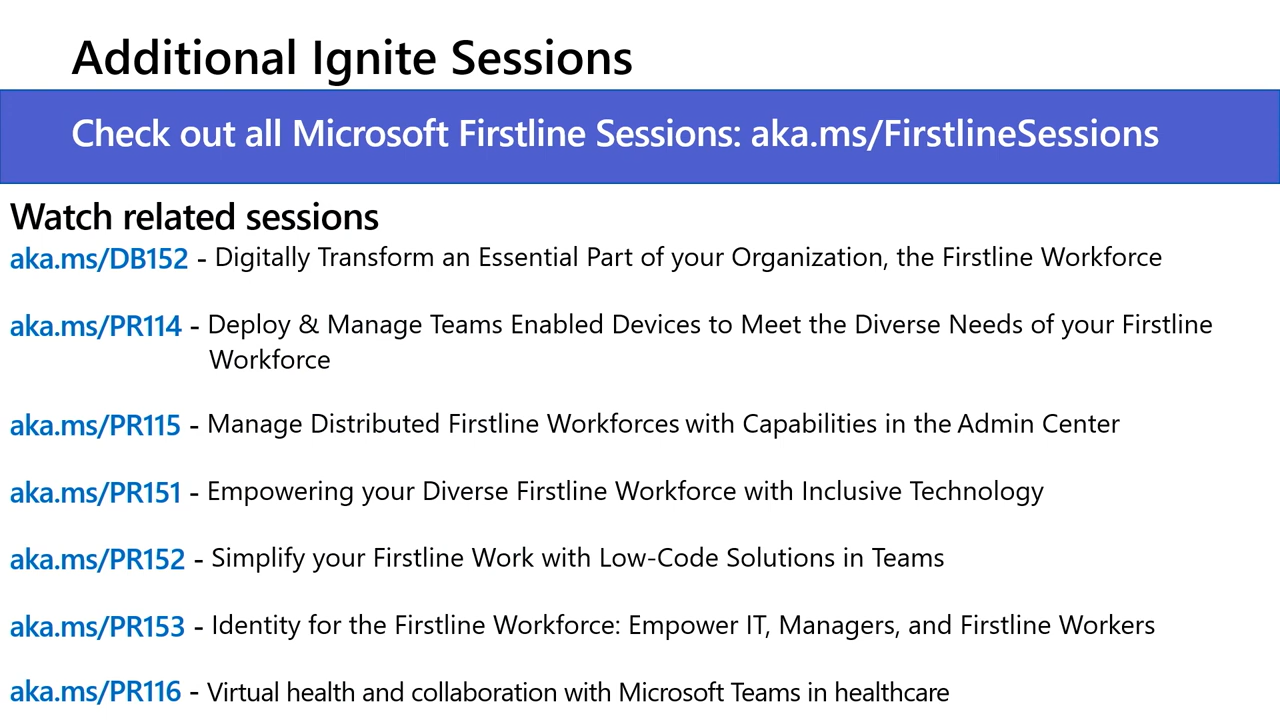 Additional Ignite Sessions
Check out all Microsoft Firstline Sessions: aka.ms/FirstlineSessions
Watch related sessions
aka.ms/DB152 - Digitally Transform an Essential Part of your Organization, the Firstline Workforce
aka.ms/PR114 - Deploy & Manage Teams Enabled Devices to Meet the Diverse Needs of your Firstline
Workforce
aka.ms/PR115 - Manage Distributed Firstline Workforces with Capabilities in the Admin Center
aka.ms/PR151 - Empowering your Diverse Firstline Workforce with Inclusive Technology
aka.ms/PR152 - Simplify your Firstline Work with Low-Code Solutions in Teams
aka.ms/PR153 - Identity for the Firstline Workforce: Empower IT, Managers, and Firstline Workers
aka.ms/PR116 - Virtual health and collaboration with Microsoft Teams in healthcare